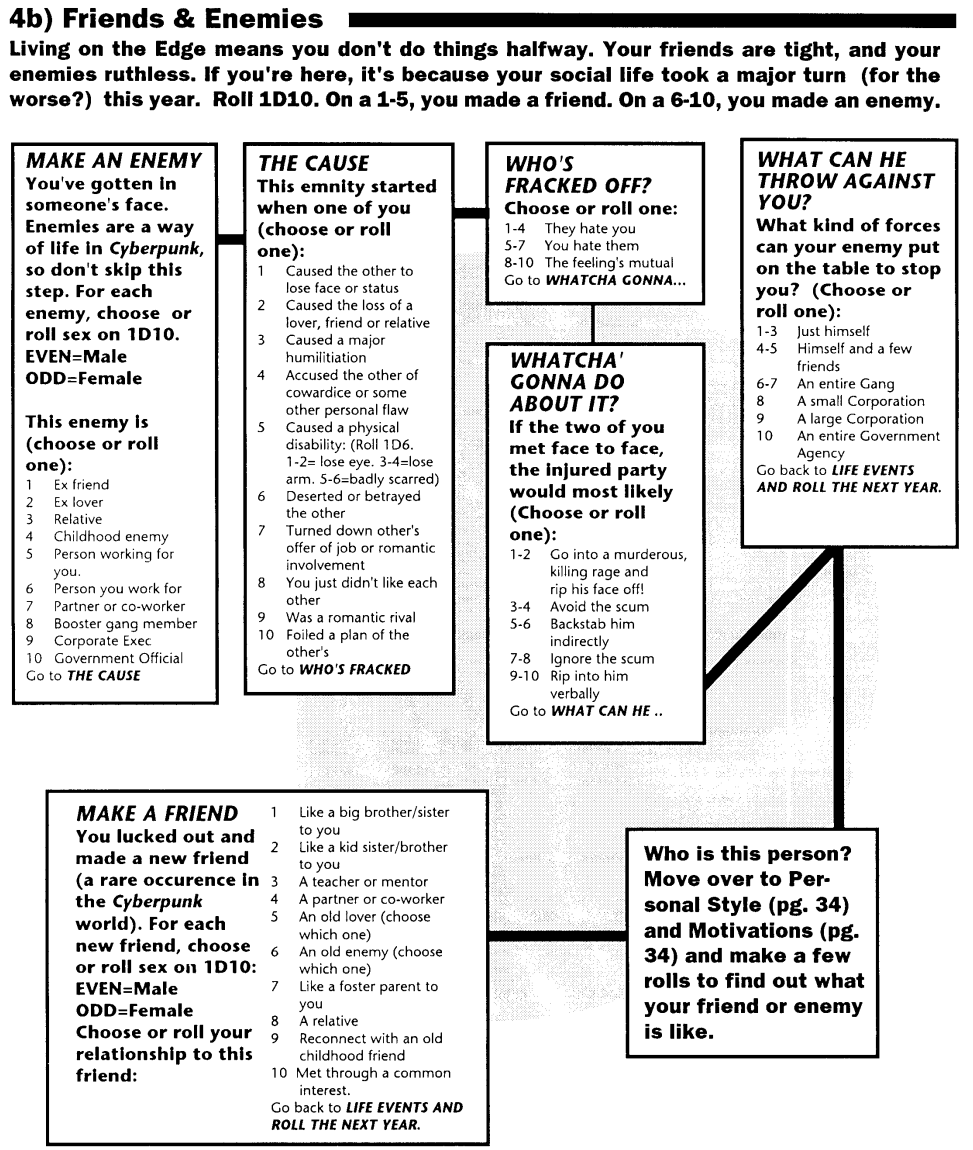 4b) Friends & Enemies
Living on the Edge means you don't do things halfway. Your friends are tight, and your
enemies ruthless. If you're here, it's because your social life took a major turn (for the
worse?) this year. Roll 1D10. On a 1-5, you made a friend. On a 6-10, you made an enemy.
MAKE AN ENEMY
You've gotten in
someone's face.
Enemies are a way
of life in Cyberpunk,
so don't skip this
step. For each
enemy, choose or
roll sex on 1D10.
EVEN=Male
ODD=Female
This enemy is
(choose or roll
one):
1 Ex friend
2 Ex lover
3 Relative
4 Childhood enemy
5 Person working for
you.
6 Person you work for
7 Partner or co-worker
8 Booster gang member
9 Corporate Exec
10 Government Official
Go to THE CAUSE
THE CAUSE
This emnity started
when one of you
(choose or roll
one):
1 Caused the other to
lose face or status
2 Caused the loss of a
lover, friend or relative
3 Caused a major
humilitiation
4 Accused the other of
cowardice or some
other personal flaw
5 Caused a physical
disability: (Roll 1D6.
1-2= lose eye. 3-4=lose
arm. 5-6=badly scarred)
6 Deserted or betrayed
the other
7 Turned down other's
offer of job or romantic
involvement
8 You just didn't like each
other
9 Was a romantic rival
10 Foiled a plan of the
other's
Go to WHO'S FRACKED
WHO'S
FRACKED OFF?
Choose or roll one:
1-4 They hate you
5-7 You hate them
8-10 The feeling's mutual
Go to WHATCHA GONNA...
WHATCHA'
GONNA DO
ABOUT IT?
If the two of you
met face to face,
the injured party
would most likely
(Choose or roll
one):
1-2 Go into a murderous,
killing rage and
rip his face off!
3-4 Avoid the scum
5-6 Backstab him
indirectly
7-8 Ignore the scum
9-10 Rip into him
verbally
Go to WHAT CAN HE ..
WHAT CAN HE
THROW AGAINST
YOU?
What kind of forces
can your enemy put
on the table to stop
you? (Choose or
roll one):
1-3 Just himself
4-5 Himself and a few
friends
6-7 An entire Gang
8 A small Corporation
9 A large Corporation
10 An entire Government
Agency
Go back to LIFE EVENTS
AND ROLL THE NEXT YEAR.
MAKE A FRIEND
You lucked out and
made a new friend
(a rare occurence in
the Cyberpunk
world). For each
new friend, choose
or roll sex on 1D10:
EVEN=Male
ODD=Female
Choose or roll your
relationship to this
friend:
1 Like a big brother/sister
to you
2 Like a kid sister/brother
to you
3 A teacher or mentor
4 A partner or co-worker
5 An old lover (choose
which one)
6 An old enemy (choose
which one)
7 Like a foster parent to
you
8 A relative
9 Reconnect with an old
childhood friend
10 Met through a common
interest.
Go back to LIFE EVENTS AND
ROLL THE NEXT YEAR.
Who is this person?
Move over to Per-
sonal Style (pg. 34)
and Motivations (pg.
34) and make a few
rolls to find out what
your friend or enemy
is like.